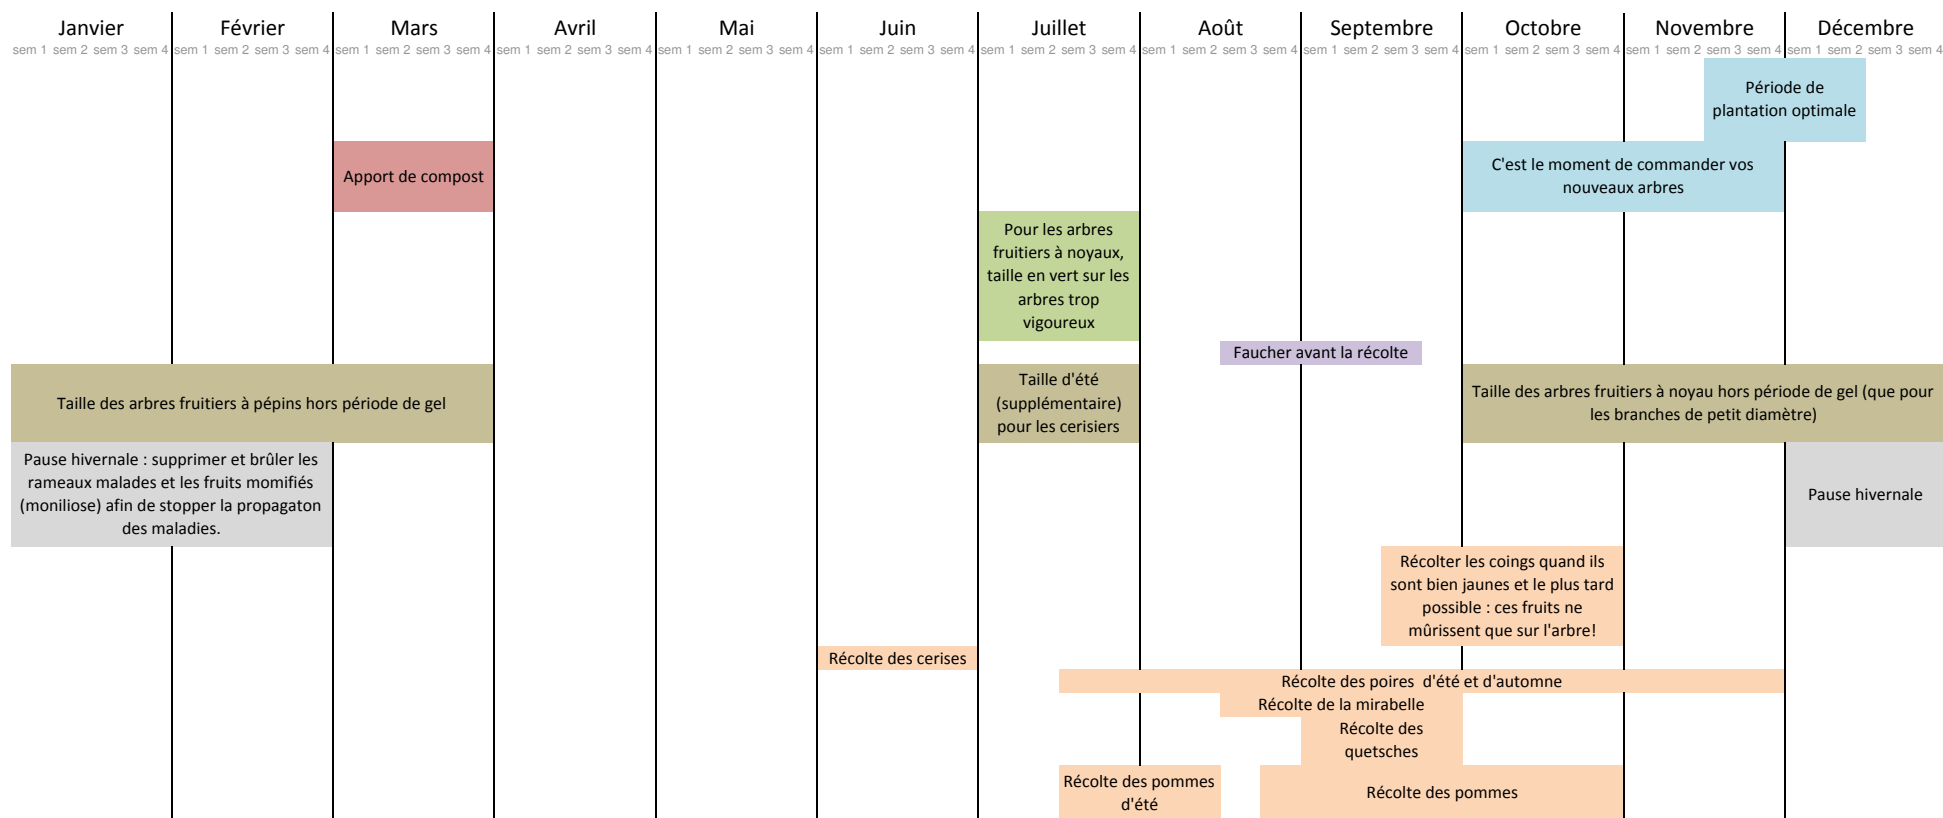 Janvier Février Mars Avril Mai Juin Juillet Août Septembre Octobre Novembre Décembre
sem 1 sem 2 sem 3 sem 4 sem 1 sem 2 sem 3 sem 4 sem 1 sem 2 sem 3 sem 4 sem 1 sem 2 sem 3 sem 4 sem 1 sem 2 sem 3 sem 4 sem 1 sem 2 sem 3 sem 4 sem 1 sem 2 sem 3 sem 4 sem 1 sem 2 sem 3 sem 4 sem 1 sem 2 sem 3 sem 4 sem 1 sem 2 sem 3 sem 4 sem 1 sem 2 sem 3 sem 4 sem 1 sem 2 sem 3 sem 4
Période de
plantation optimale
Apport de compost
C'est le moment de commander vos
nouveaux arbres
Pour les arbres
fruitiers à noyaux,
taille en vert sur les
arbres trop
vigoureux
Faucher avant la récolte
Taille des arbres fruitiers à pépins hors période de gel
Taille d'été
(supplémentaire)
pour les cerisiers
Taille des arbres fruitiers à noyau hors période de gel (que pour
les branches de petit diamètre)
Pause hivernale : supprimer et brûler les
rameaux malades et les fruits momifiés
(moniliose) afin de stopper la propagaton
des maladies.
Pause hivernale
Récolter les coings quand ils
sont bien jaunes et le plus tard
possible : ces fruits ne
mûrissent que sur l'arbre!
Récolte des cerises
Récolte des poires d'été et d'automne
Récolte de la mirabelle
Récolte des
quetsches
Récolte des pommes
d'été
Récolte des pommes